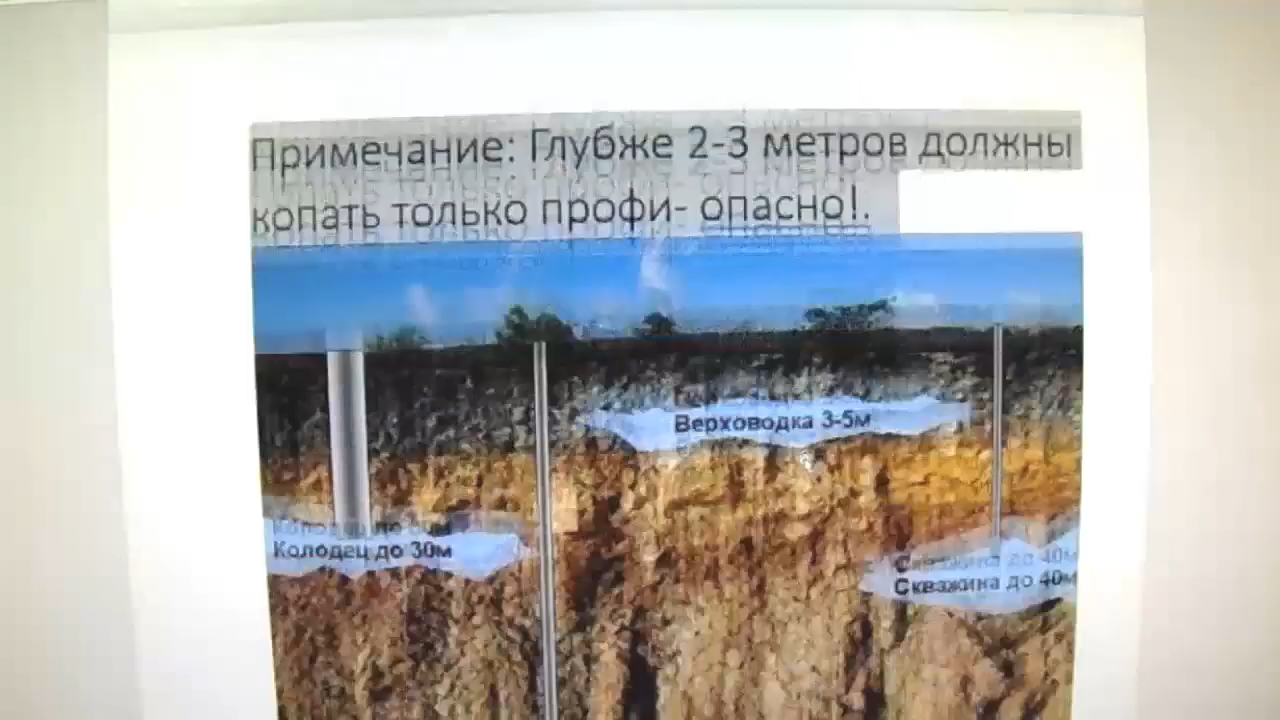 Примечание: Глубже 2-3 метров должны
копать только профи- опасно!.
Верховодка 3-5м
Колодец до 30м
Скважина до 40м